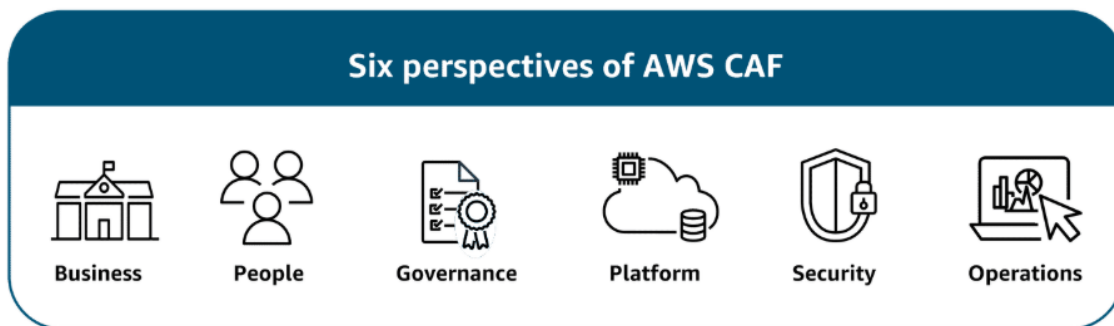 Six perspectives of AWS CAF
Business People Governance Platform Security Operations